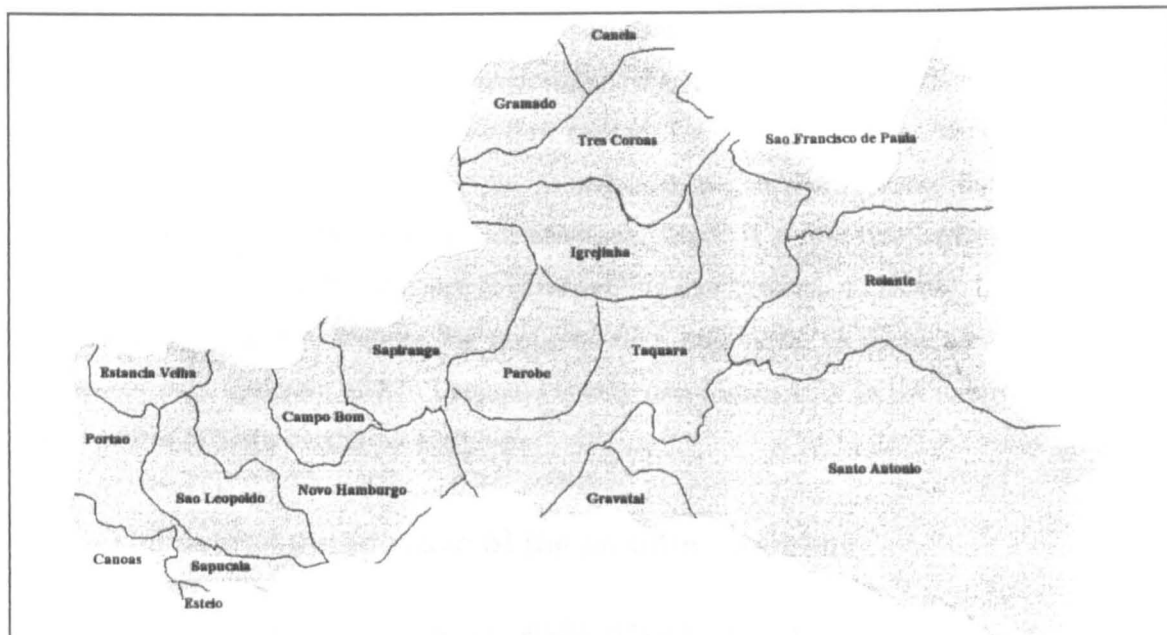 Canela
Gramado
Tres Coroas
Sao Francisco de Paula
Igrejinha
Rolante
Sapiranga
Taquara
Parobe
Estancia Velha
Campo Bom
Portao
Santo Antonio
Novo Hamburgo
Sao Leopoldo
Gravatai
Canoas
Sapucaia
Esteio